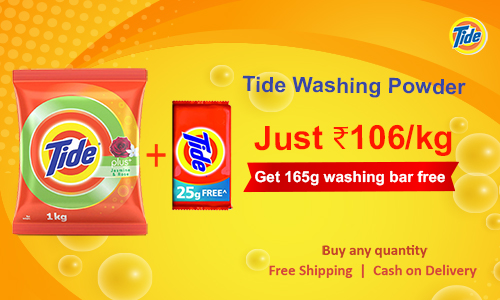 Tide
Tide Washing Powder
Tide
plus
Jasmine
& Rose
1kg
+
Tide
25g FREE^
Just ₹106/kg
Get 165g washing bar free
Buy any quantity
Free Shipping | Cash on Delivery